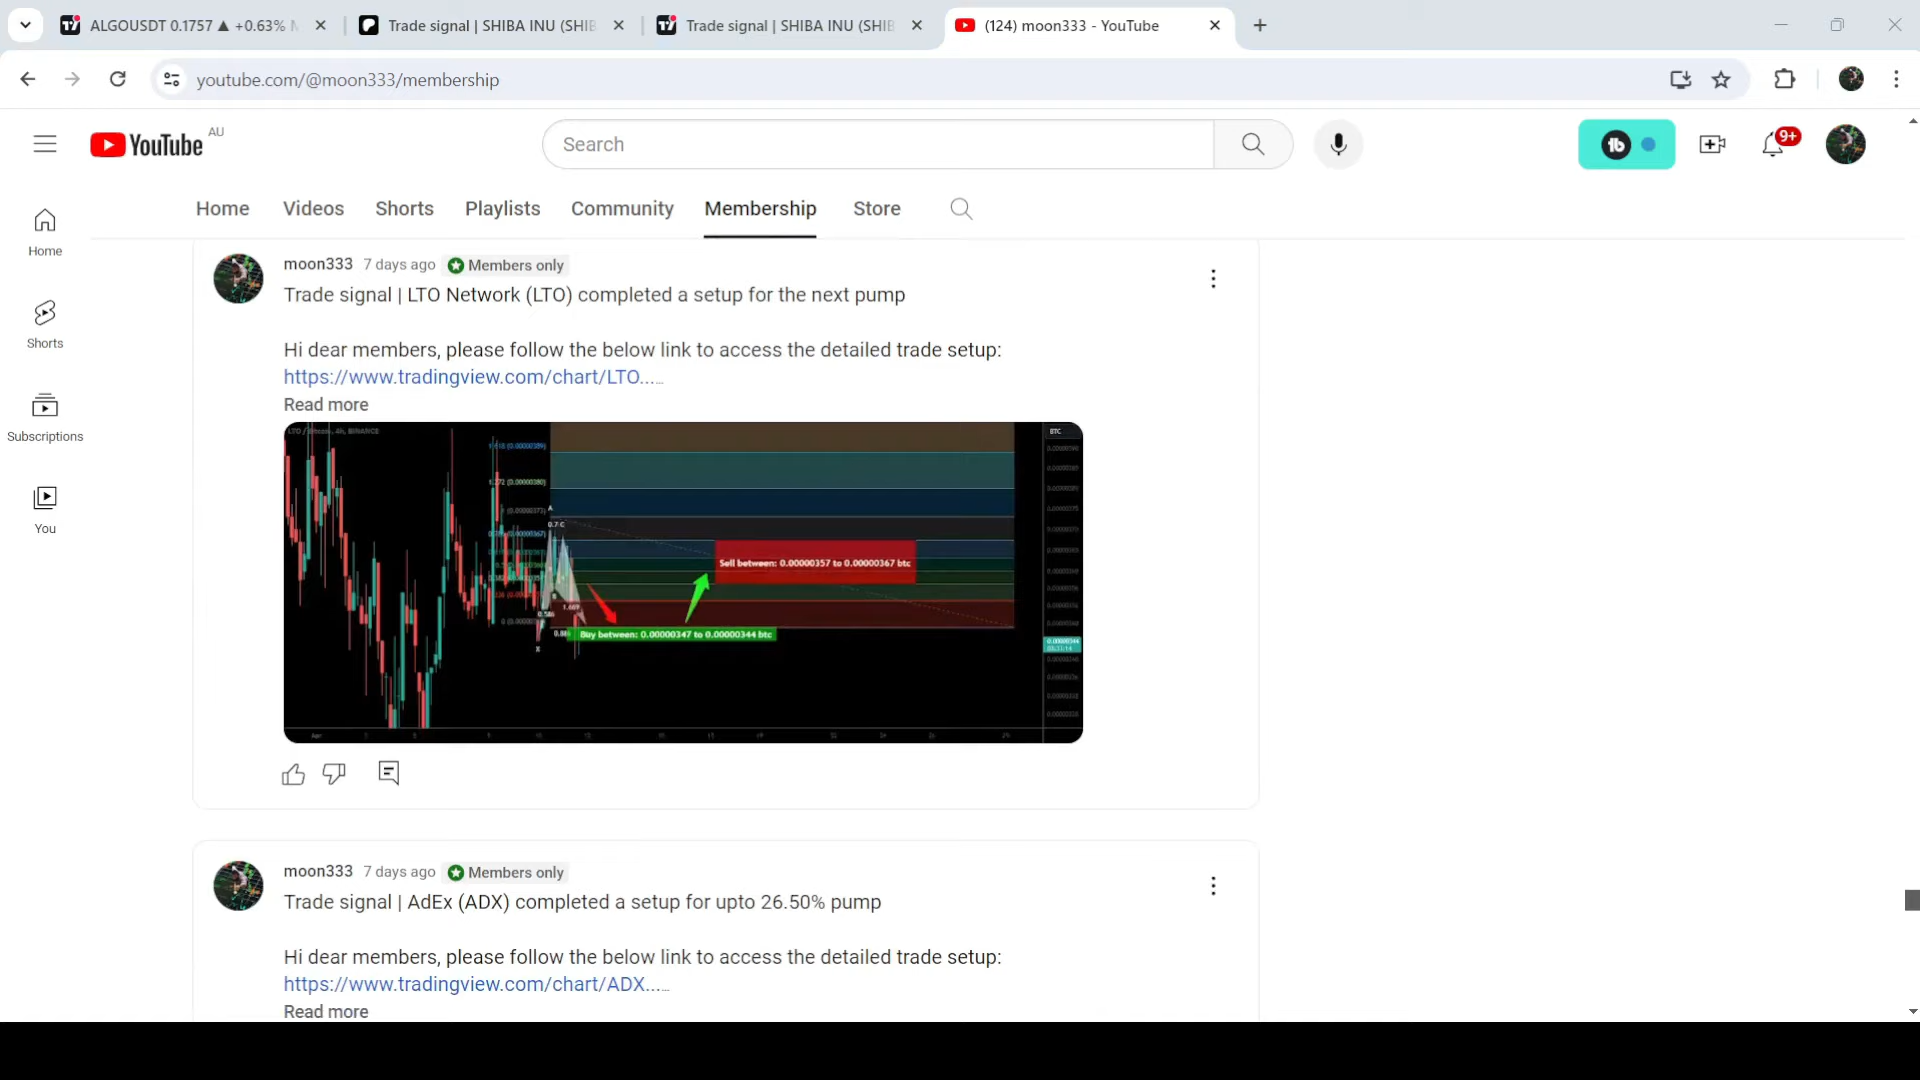 ALGOUSDT 0.1757 ▲ +0.63%
Trade signal | SHIBA INU (SHIB
Trade signal | SHIBA INU (SHIB
(124) moon333 - YouTube
youtube.com/@moon333/membership
YouTube AU
Search
9+
Home Videos Shorts Playlists Community Membership Store
Home
Shorts
Subscriptions
You
moon333 7 days ago Members only
Trade signal | LTO Network (LTO) completed a setup for the next pump
Hi dear members, please follow the below link to access the detailed trade setup:
https://www.tradingview.com/chart/LTO...…
Read more
BTC
A
Sell between: 0.00000357 to 0.00000367 btc
Buy between: 0.00000347 to 0.00000344 btc
X
moon333 7 days ago Members only
Trade signal | AdEx (ADX) completed a setup for upto 26.50% pump
Hi dear members, please follow the below link to access the detailed trade setup:
https://www.tradingview.com/chart/ADX...…
Read more